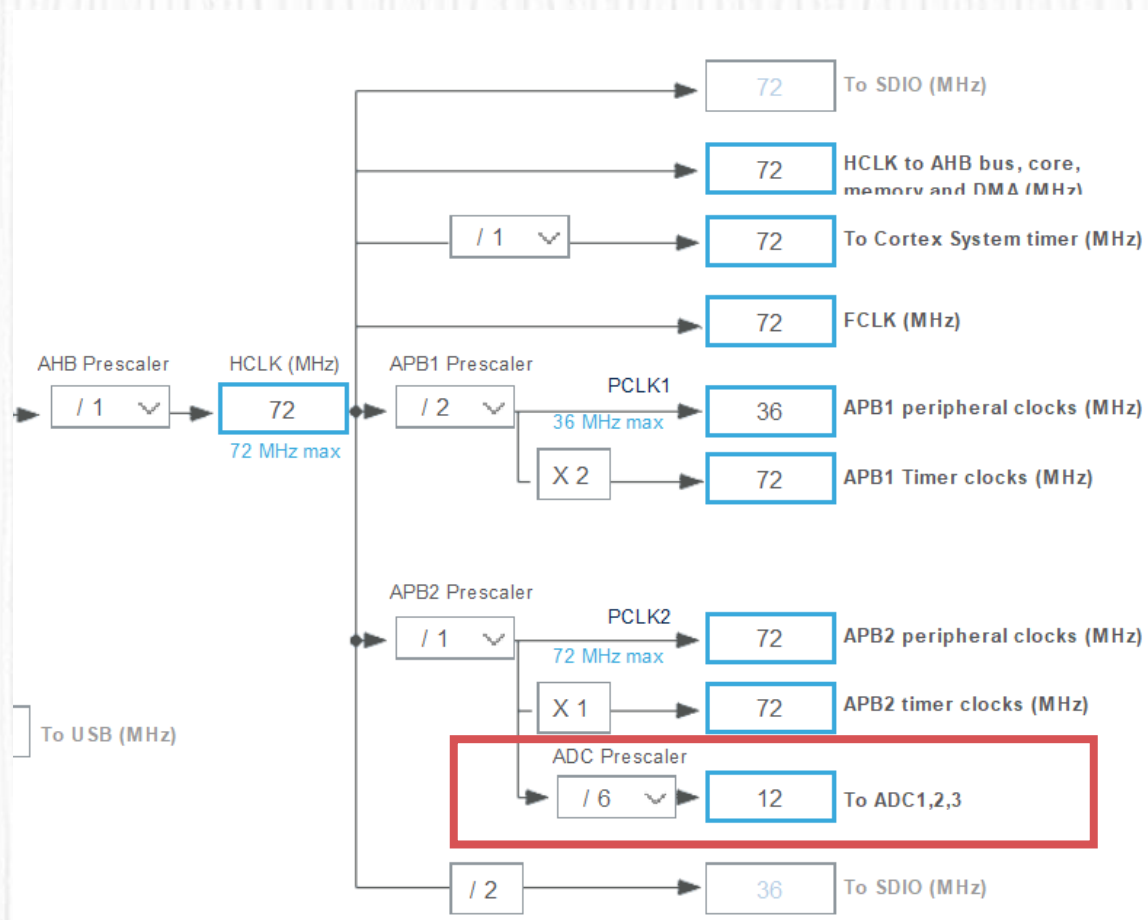 72
To SDIO (MHz)
72
HCLK to AHB bus, core,
memory and DMA (MHz)
/ 1
72
To Cortex System timer (MHz)
72
FCLK (MHz)
AHB Prescaler
HCLK (MHz)
APB1 Prescaler
/ 1
72
/ 2
PCLK1
36
APB1 peripheral clocks (MHz)
72 MHz max
36 MHz max
X 2
72
APB1 Timer clocks (MHz)
APB2 Prescaler
/ 1
PCLK2
72
APB2 peripheral clocks (MHz)
72 MHz max
X 1
72
APB2 timer clocks (MHz)
To USB (MHz)
ADC Prescaler
/ 6
12
To ADC1,2,3
/ 2
36
To SDIO (MHz)